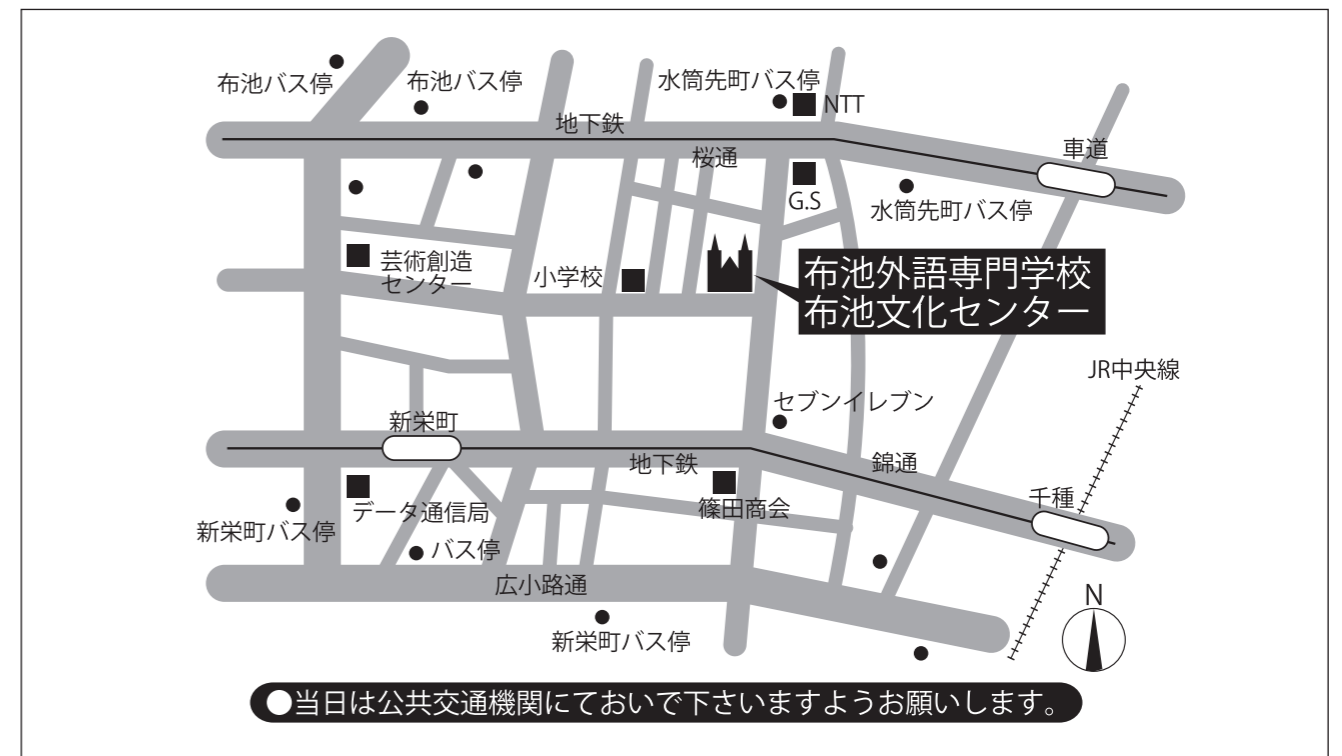 布池バス停
布池バス停
水筒先町バス停
NTT
地下鉄
桜通
車道
G.S
水筒先町バス停
芸術創造
センター
小学校
布池外語専門学校
布池文化センター
JR中央線
セブンイレブン
新栄町
地下鉄
錦通
データ通信局
篠田商会
千種
新栄町バス停
バス停
広小路通
新栄町バス停
N
●当日は公共交通機関にておいで下さいますようお願いします。